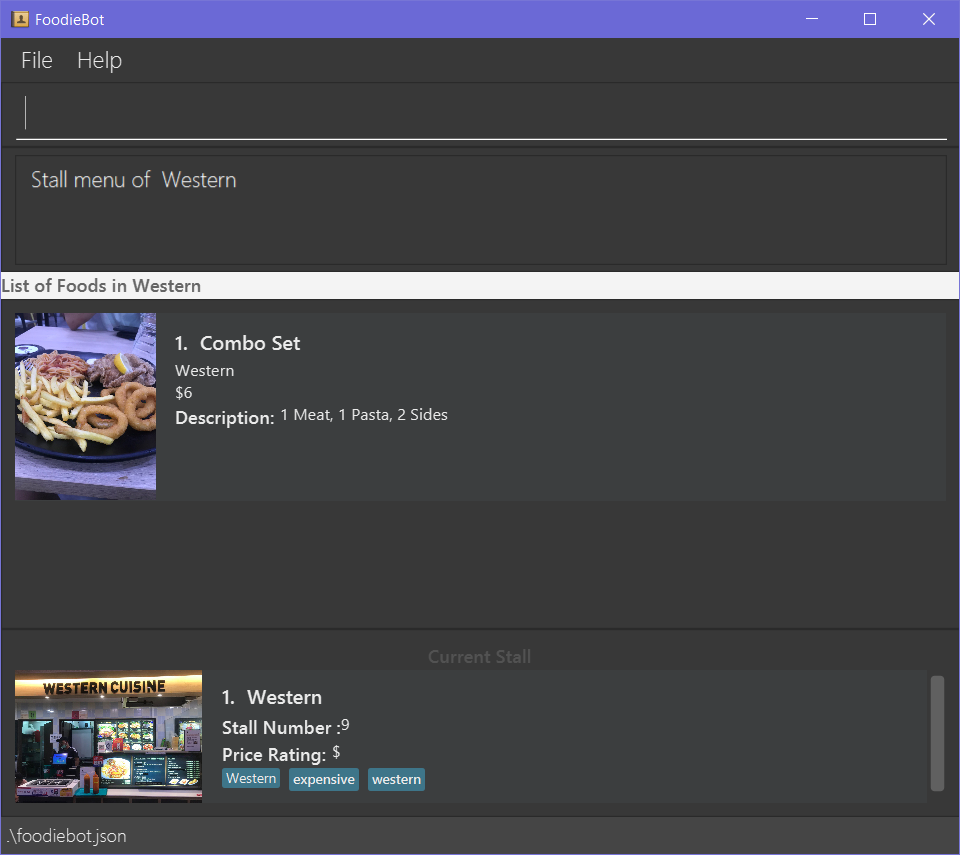 FoodieBot
File Help
Stall menu of  Western
List of Foods in Western
1. Combo Set
Western
$6
Description: 1 Meat, 1 Pasta, 2 Sides
Current Stall
WESTERN CUISINE
1. Western
Stall Number :9
Price Rating: $
Western expensive western
.\foodiebot.json